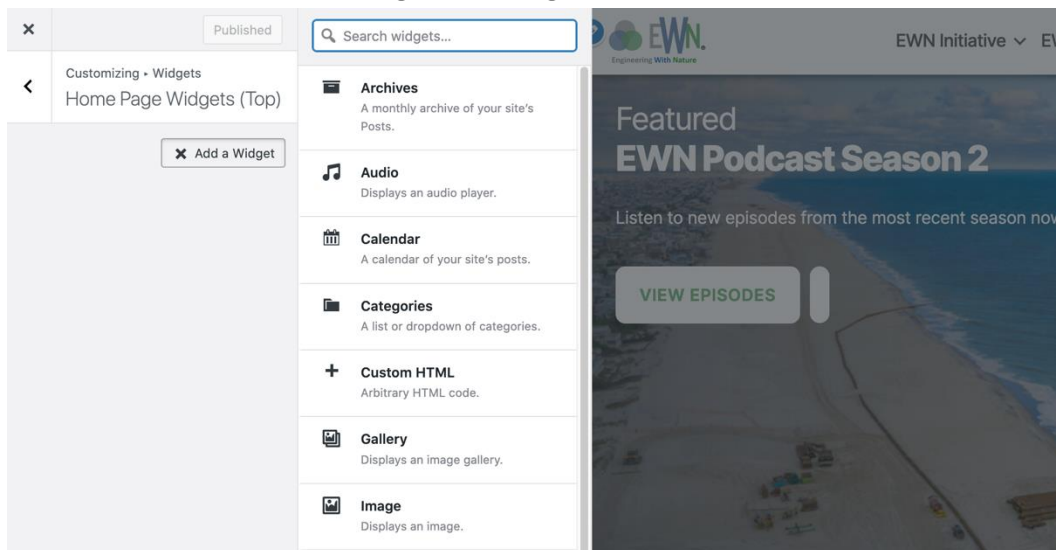 Published
Customizing ▸ Widgets
Home Page Widgets (Top)
Add a Widget
Search widgets...
Archives
A monthly archive of your site's
Posts.
Audio
Displays an audio player.
Calendar
A calendar of your site's posts.
Categories
A list or dropdown of categories.
Custom HTML
Arbitrary HTML code.
Gallery
Displays an image gallery.
Image
Displays an image.
EWN.
Engineering With Nature
EWN Initiative
Featured
EWN Podcast Season 2
Listen to new episodes from the most recent season now
VIEW EPISODES